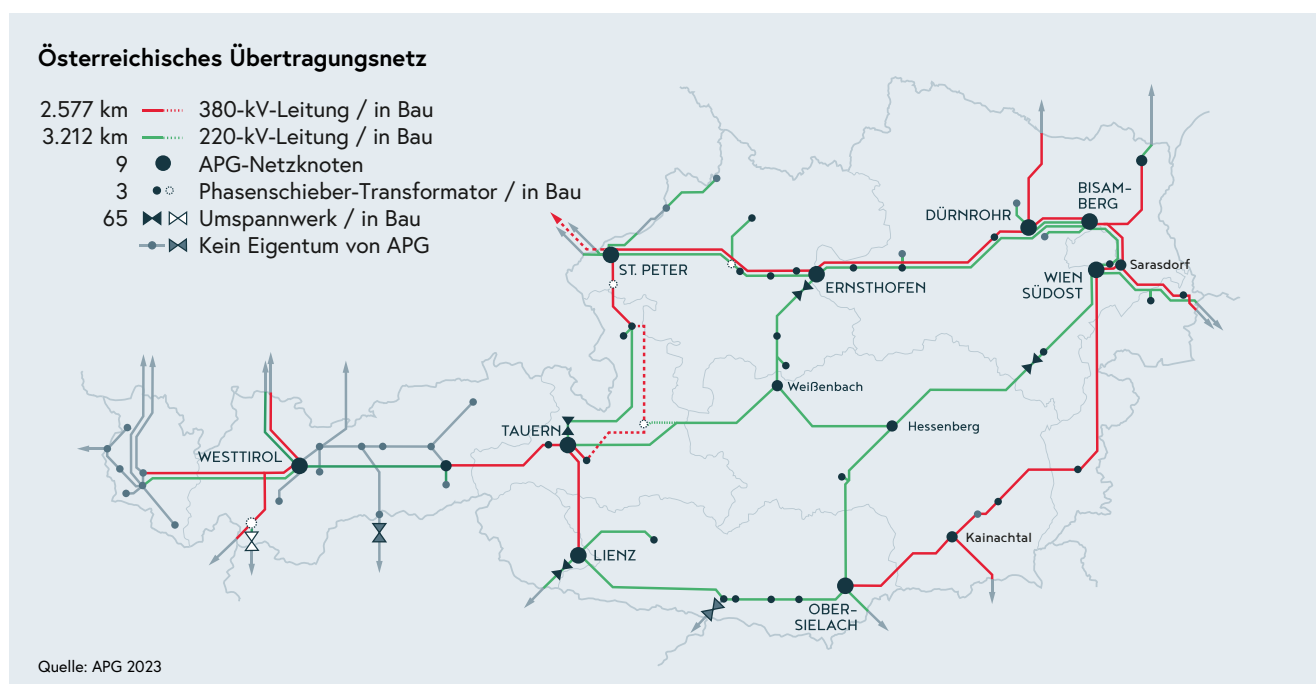 Österreichisches Übertragungsnetz
2.577 km 380-kV-Leitung / in Bau
3.212 km 220-kV-Leitung / in Bau
9 APG-Netzknoten
3 Phasenschieber-Transformator / in Bau
65 Umspannwerk / in Bau
Kein Eigentum von APG
BISAM-
BERG
DÜRNROHR
ST. PETER
Sarasdorf
WIEN
SÜDOST
ERNSTHOFEN
Weißenbach
Hessenberg
TAUERN
WESTTIROL
Kainachtal
LIENZ
OBER-
SIELACH
Quelle: APG 2023